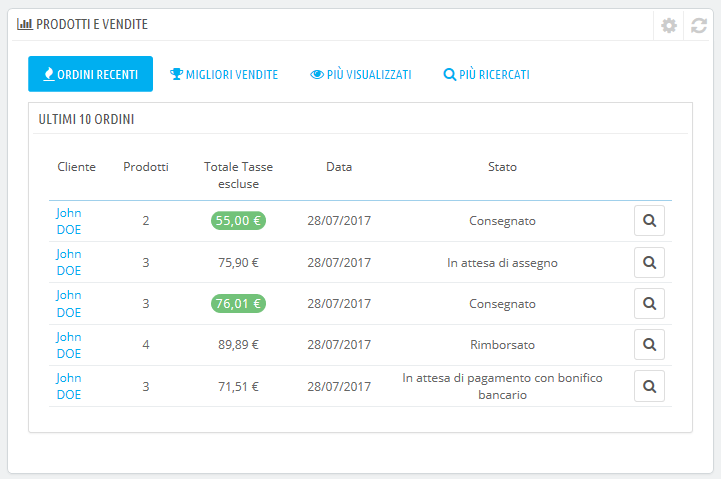 PRODOTTI E VENDITE
ORDINI RECENTI MIGLIORI VENDITE PIÙ VISUALIZZATI PIÙ RICERCATI
ULTIMI 10 ORDINI
Cliente Prodotti Totale Tasse escluse Data Stato
John DOE 2 55,00 € 28/07/2017 Consegnato
John DOE 3 75,90 € 28/07/2017 In attesa di assegno
John DOE 3 76,01 € 28/07/2017 Consegnato
John DOE 4 89,89 € 28/07/2017 Rimborsato
John DOE 3 71,51 € 28/07/2017 In attesa di pagamento con bonifico bancario